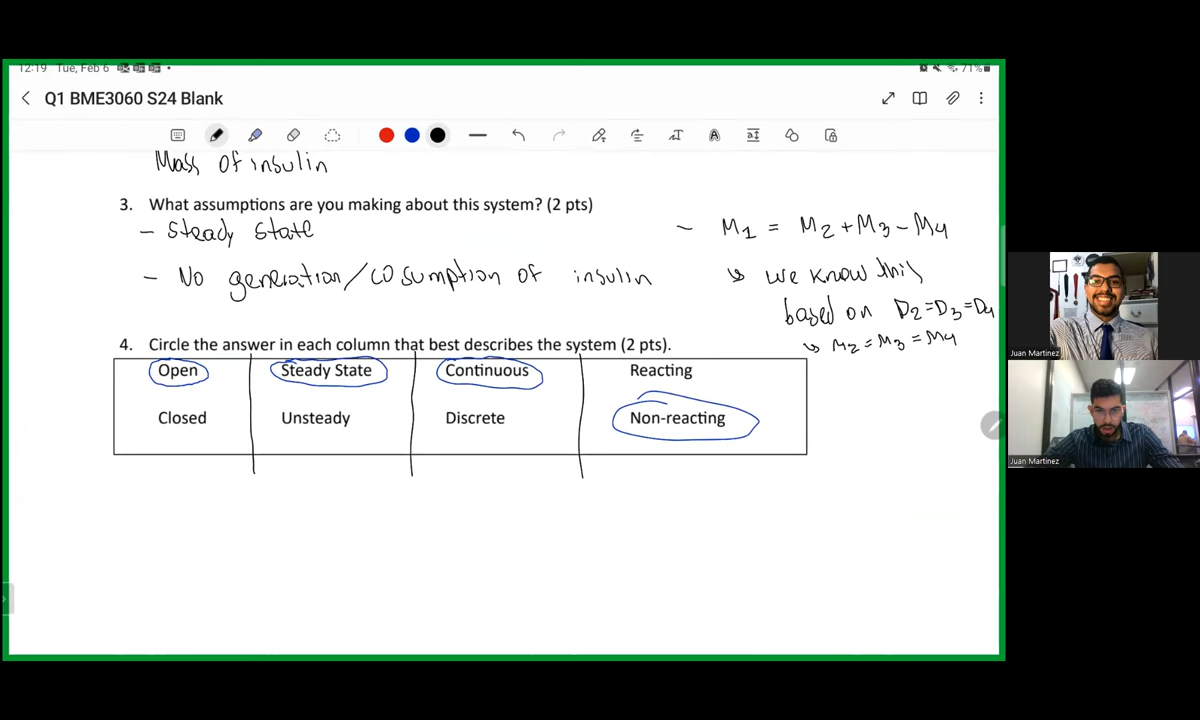 12:19 Tue, Feb 6
71%
Q1 BME3060 S24 Blank
Mass of insulin
3. What assumptions are you making about this system? (2 pts)
- Steady State
- No generation/cosumption of insulin
- M1 = M2 + M3 - M4
↳ we know this
based on D2=D3=D4
↳ M2 = M3 = M4
4. Circle the answer in each column that best describes the system (2 pts).
Open Steady State Continuous Reacting
Closed Unsteady Discrete Non-reacting
Juan Martinez
Juan Martinez